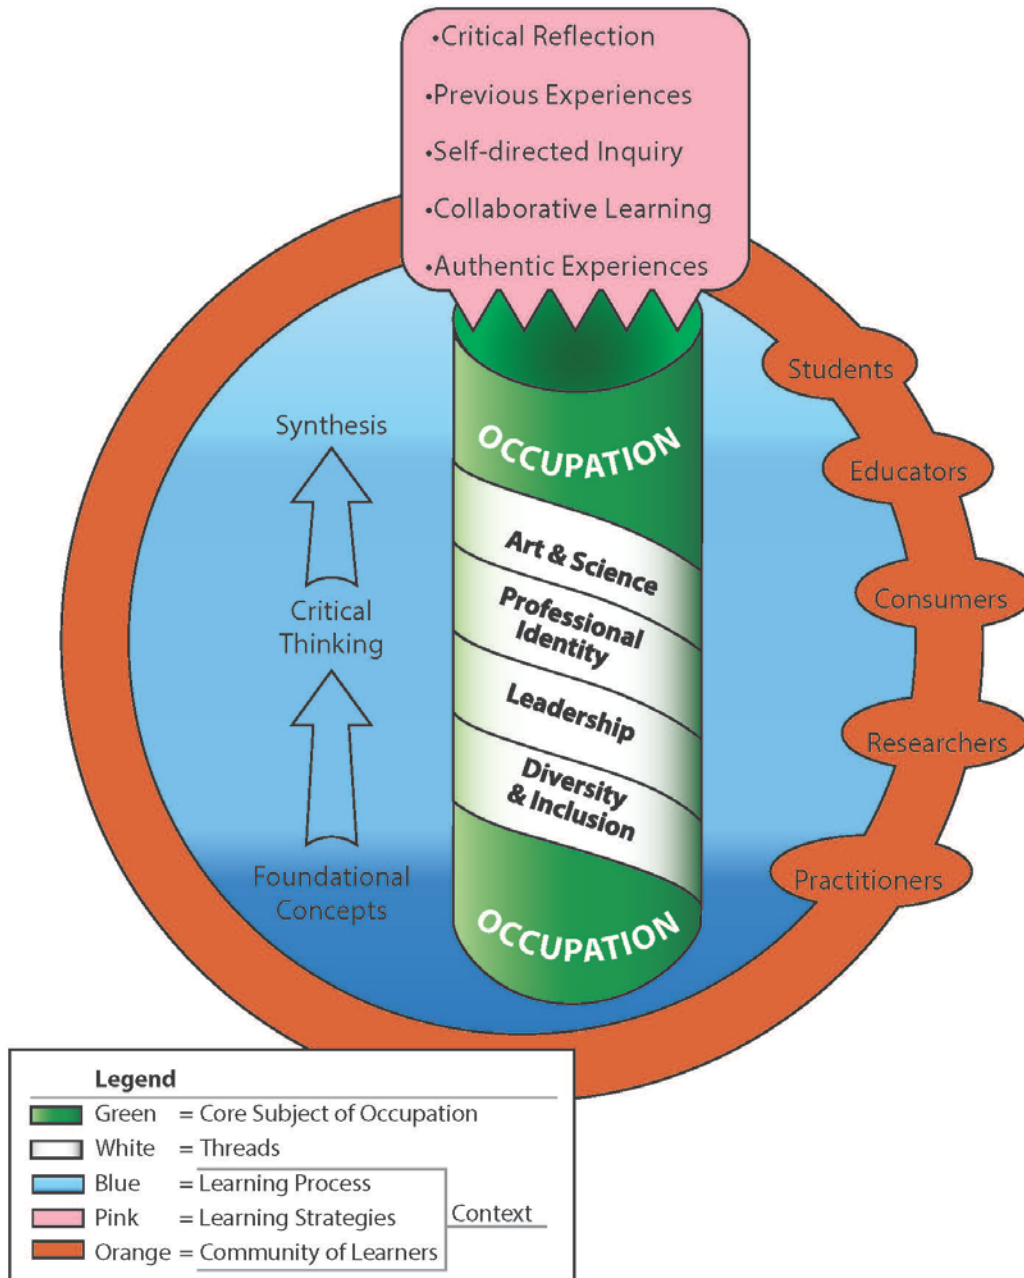 •Critical Reflection
•Previous Experiences
•Self-directed Inquiry
•Collaborative Learning
•Authentic Experiences
Students
Educators
Consumers
Researchers
Practitioners
Synthesis
Critical
Thinking
Foundational
Concepts
OCCUPATION
Art & Science
Professional
Identity
Leadership
Diversity
& Inclusion
OCCUPATION
Legend
Green = Core Subject of Occupation
White = Threads
Blue = Learning Process
Pink = Learning Strategies
Orange = Community of Learners
Context